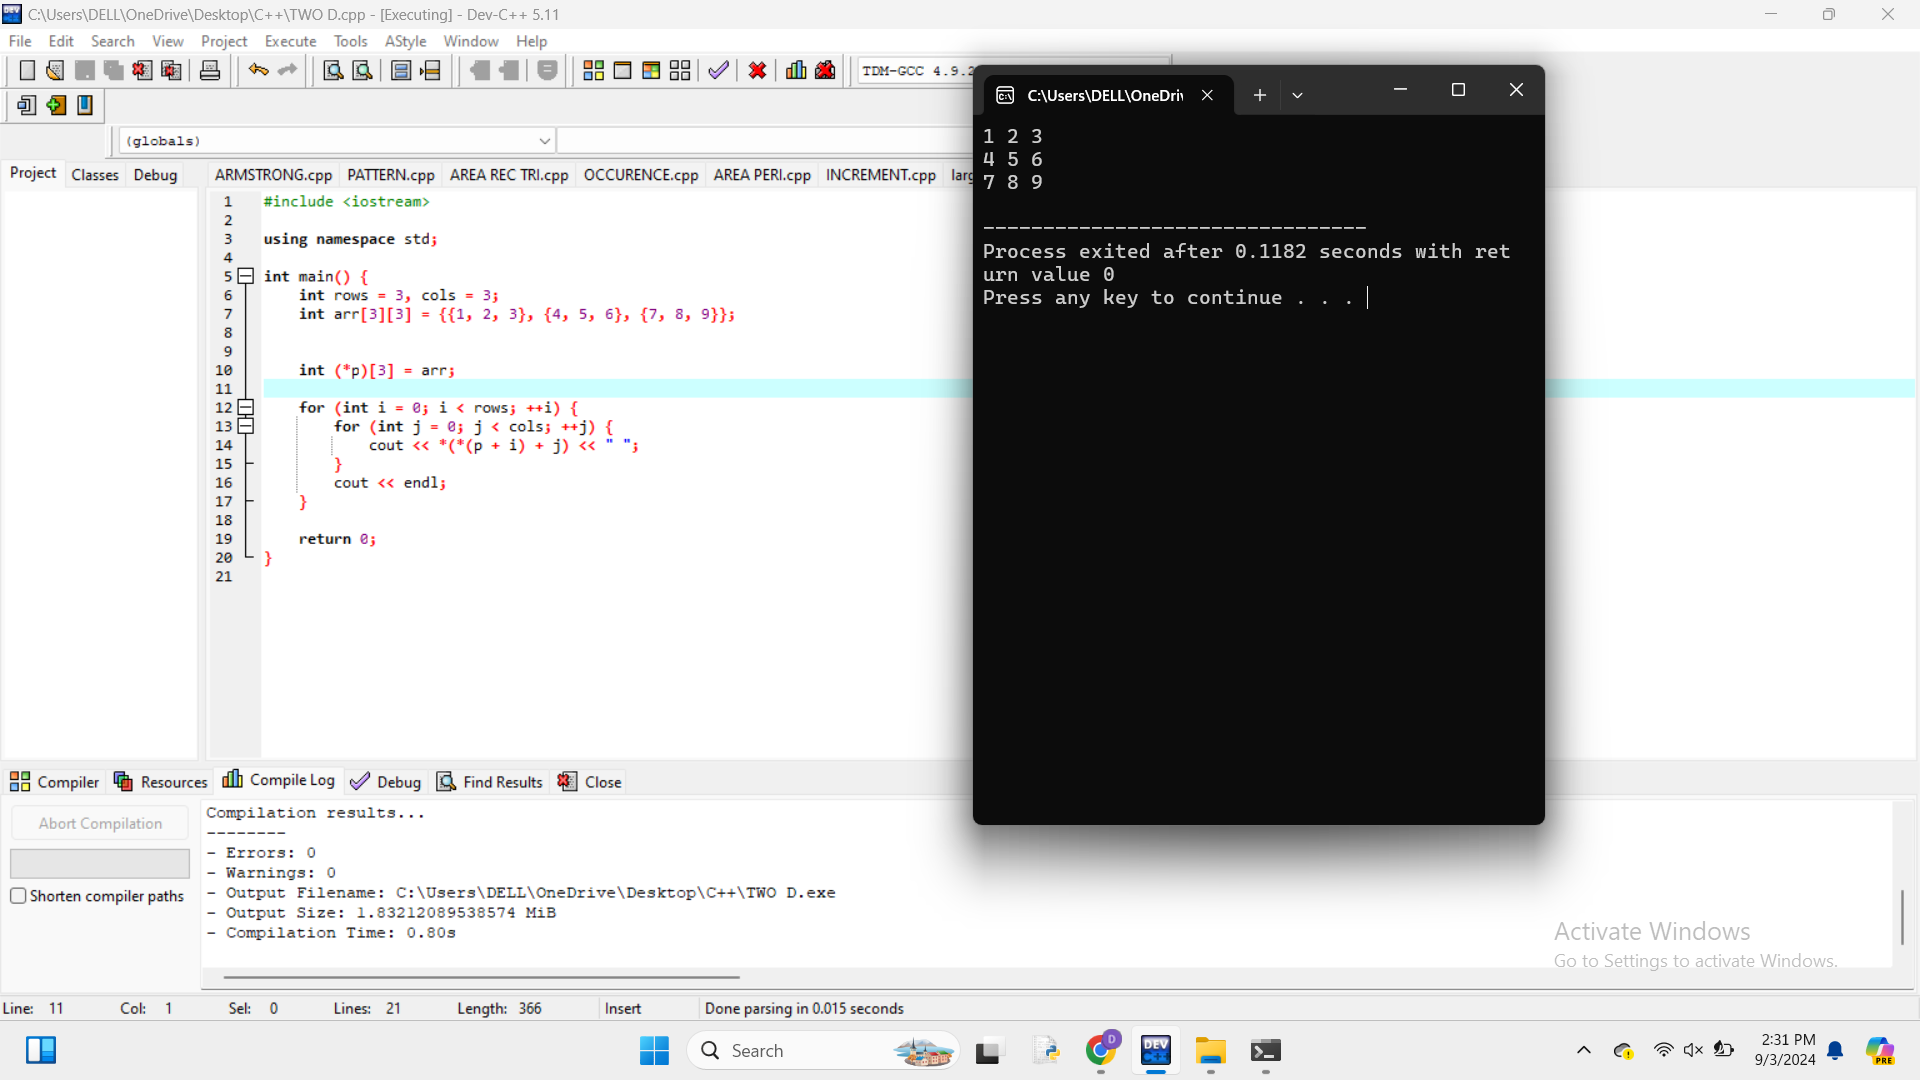 C:\Users\DELL\OneDrive\Desktop\C++\TWO D.cpp - [Executing] - Dev-C++ 5.11
File Edit Search View Project Execute Tools AStyle Window Help
TDM-GCC 4.9.2
(globals)
Project Classes Debug
ARMSTRONG.cpp PATTERN.cpp AREA REC TRI.cpp OCCURENCE.cpp AREA PERI.cpp INCREMENT.cpp larg
1 #include <iostream>
2
3 using namespace std;
4
5 int main() {
6 int rows = 3, cols = 3;
7 int arr[3][3] = {{1, 2, 3}, {4, 5, 6}, {7, 8, 9}};
8
9
10 int (*p)[3] = arr;
11
12 for (int i = 0; i < rows; ++i) {
13 for (int j = 0; j < cols; ++j) {
14 cout << *(*(p + i) + j) << " ";
15 }
16 cout << endl;
17 }
18
19 return 0;
20 }
21
C:\Users\DELL\OneDri
1 2 3
4 5 6
7 8 9
--------------------------------
Process exited after 0.1182 seconds with ret
urn value 0
Press any key to continue . . .
Compiler Resources Compile Log Debug Find Results Close
Abort Compilation
Shorten compiler paths
Compilation results...
--------
- Errors: 0
- Warnings: 0
- Output Filename: C:\Users\DELL\OneDrive\Desktop\C++\TWO D.exe
- Output Size: 1.83212089538574 MiB
- Compilation Time: 0.80s
Activate Windows
Go to Settings to activate Windows.
Line: 11 Col: 1 Sel: 0 Lines: 21 Length: 366 Insert Done parsing in 0.015 seconds
Search
D
DEV C++
2:31 PM
9/3/2024
PRE